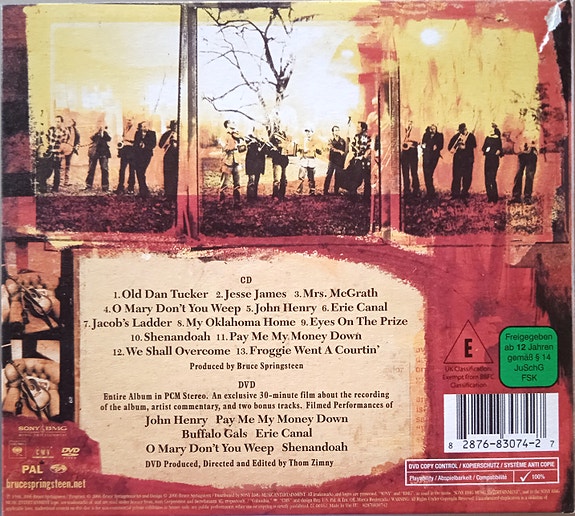 CD
1. Old Dan Tucker 2. Jesse James 3. Mrs. McGrath
4. O Mary Don't You Weep 5. John Henry 6. Erie Canal
7. Jacob's Ladder 8. My Oklahoma Home 9. Eyes On The Prize
10. Shenandoah 11. Pay Me My Money Down
12. We Shall Overcome 13. Froggie Went A Courtin'
Produced by Bruce Springsteen
DVD
Entire Album in PCM Stereo. An exclusive 30-minute film about the recording
of the album, artist commentary, and two bonus tracks. Filmed Performances of
John Henry Pay Me My Money Down
Buffalo Gals Erie Canal
O Mary Don't You Weep Shenandoah
DVD Produced, Directed and Edited by Thom Zimny
E
UK Classification.
Exempt from BBFC
Classification
Freigegeben
ab 12 Jahren
gemäß § 14
JuSchG
FSK
8 28768-3074-2 7
SONY BMG
MUSIC ENTERTAINMENT
PAL DVD
brucespringsteen.net
DVD COPY CONTROL / KOPIERSCHUTZ / SYSTÈME ANTI COPIE
Playability / Abspielbarkeit / Compatibilité 100%